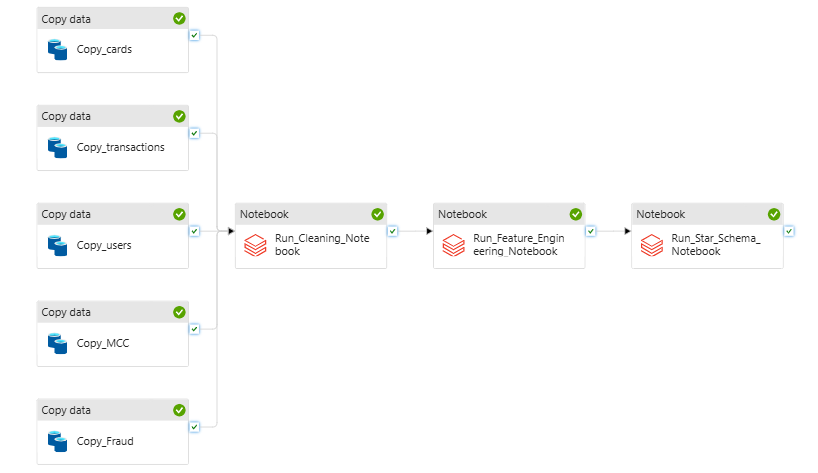 Copy data
Copy_cards
Copy data
Copy_transactions
Copy data
Copy_users
Copy data
Copy_MCC
Copy data
Copy_Fraud
Notebook
Run_Cleaning_Note
book
Notebook
Run_Feature_Engin
eering_Notebook
Notebook
Run_Star_Schema_
Notebook